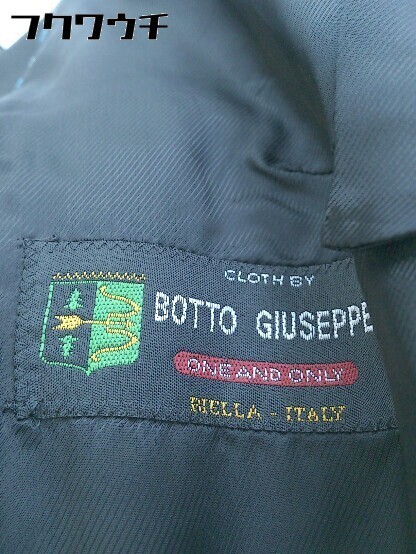 フクワウチ
CLOTH BY
BOTTO GIUSEPPE
ONE AND ONLY
BIELLA - ITALY